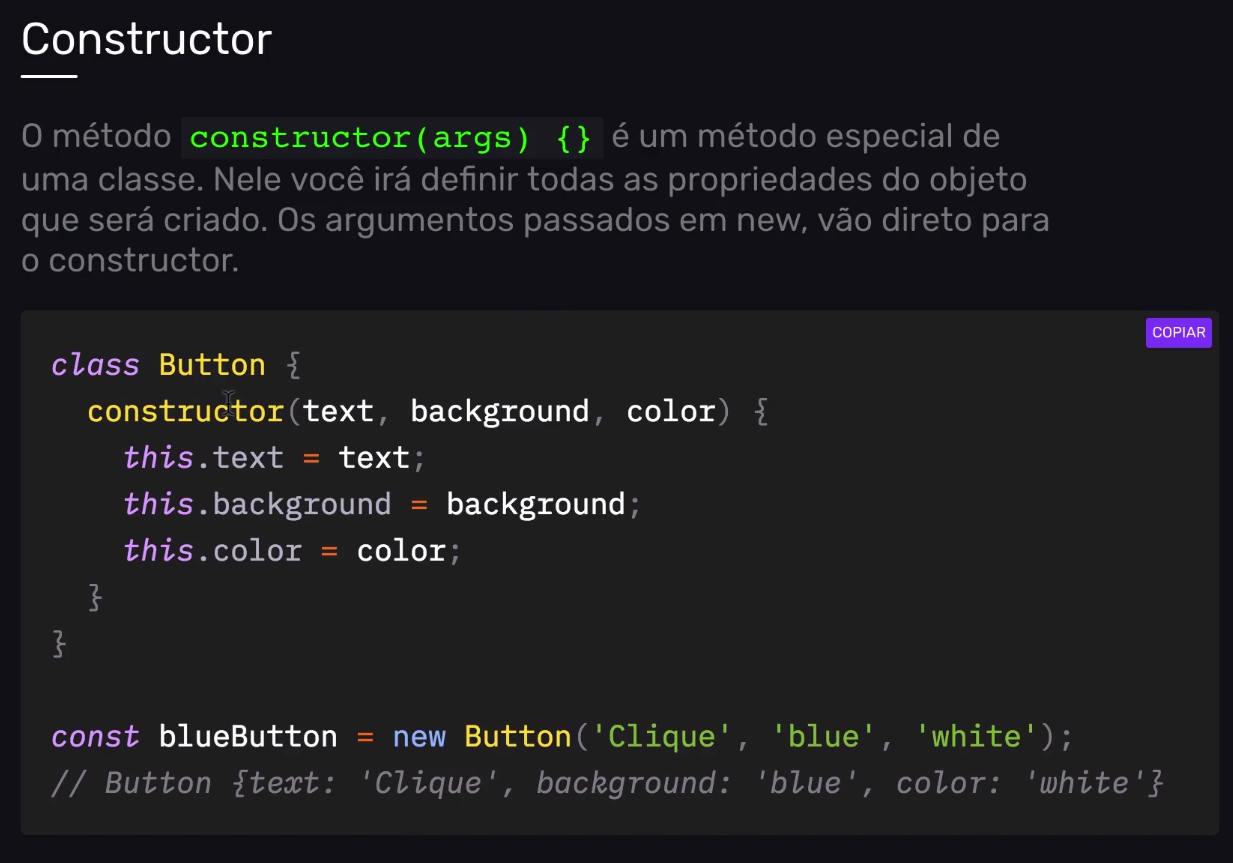 Constructor
O método constructor(args) {} é um método especial de
uma classe. Nele você irá definir todas as propriedades do objeto
que será criado. Os argumentos passados em new, vão direto para
o constructor.
COPIAR
class Button {
  constructor(text, background, color) {
    this.text = text;
    this.background = background;
    this.color = color;
  }
}
const blueButton = new Button('Clique', 'blue', 'white');
// Button {text: 'Clique', background: 'blue', color: 'white'}